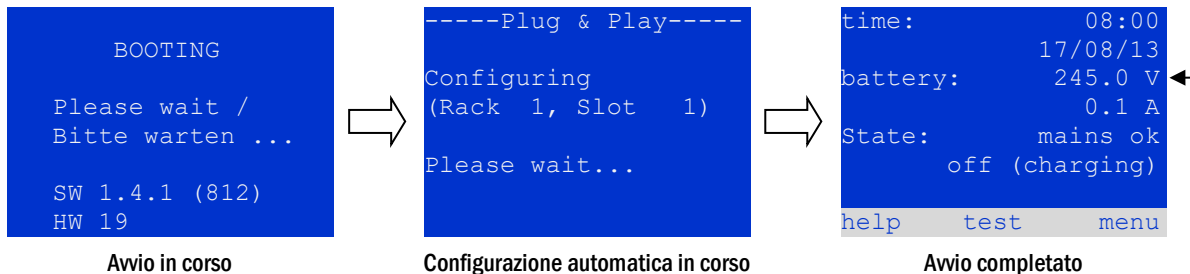 BOOTING
Please wait /
Bitte warten ...
SW 1.4.1 (812)
HW 19
Avvio in corso
-----Plug & Play-----
Configuring
(Rack 1, Slot 1)
Please wait...
Configurazione automatica in corso
time: 08:00
17/08/13
battery: 245.0 V
0.1 A
State: mains ok
off (charging)
help test menu
Avvio completato